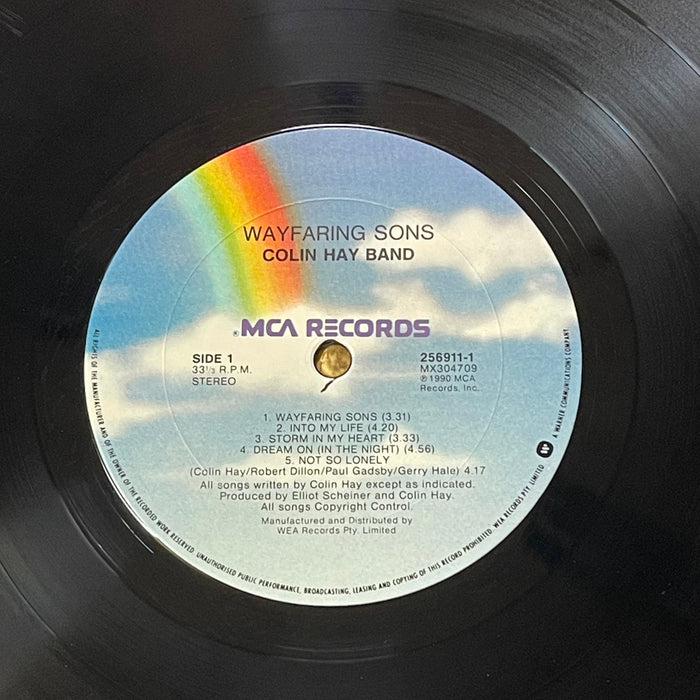 WAYFARING SONS
COLIN HAY BAND
®MCA RECORDS
SIDE 1
33⅓ R.P.M.
STEREO
256911-1
MX304709
℗ 1990 MCA
Records, Inc.
1. WAYFARING SONS (3.31)
2. INTO MY LIFE (4.20)
3. STORM IN MY HEART (3.33)
4. DREAM ON (IN THE NIGHT) (4.56)
5. NOT SO LONELY
(Colin Hay/Robert Dillon/Paul Gadsby/Gerry Hale) 4.17
All songs written by Colin Hay except as indicated.
Produced by Elliot Scheiner and Colin Hay.
All songs Copyright Control.
Manufactured and Distributed by
WEA Records Pty. Limited
ALL RIGHTS OF THE MANUFACTURER AND OF THE OWNER OF THE RECORDED WORK RESERVED. UNAUTHORISED PUBLIC PERFORMANCE, BROADCASTING, LEASING AND COPYING OF THIS RECORD PROHIBITED. WEA RECORDS PTY. LIMITED
A WARNER COMMUNICATIONS COMPANY.